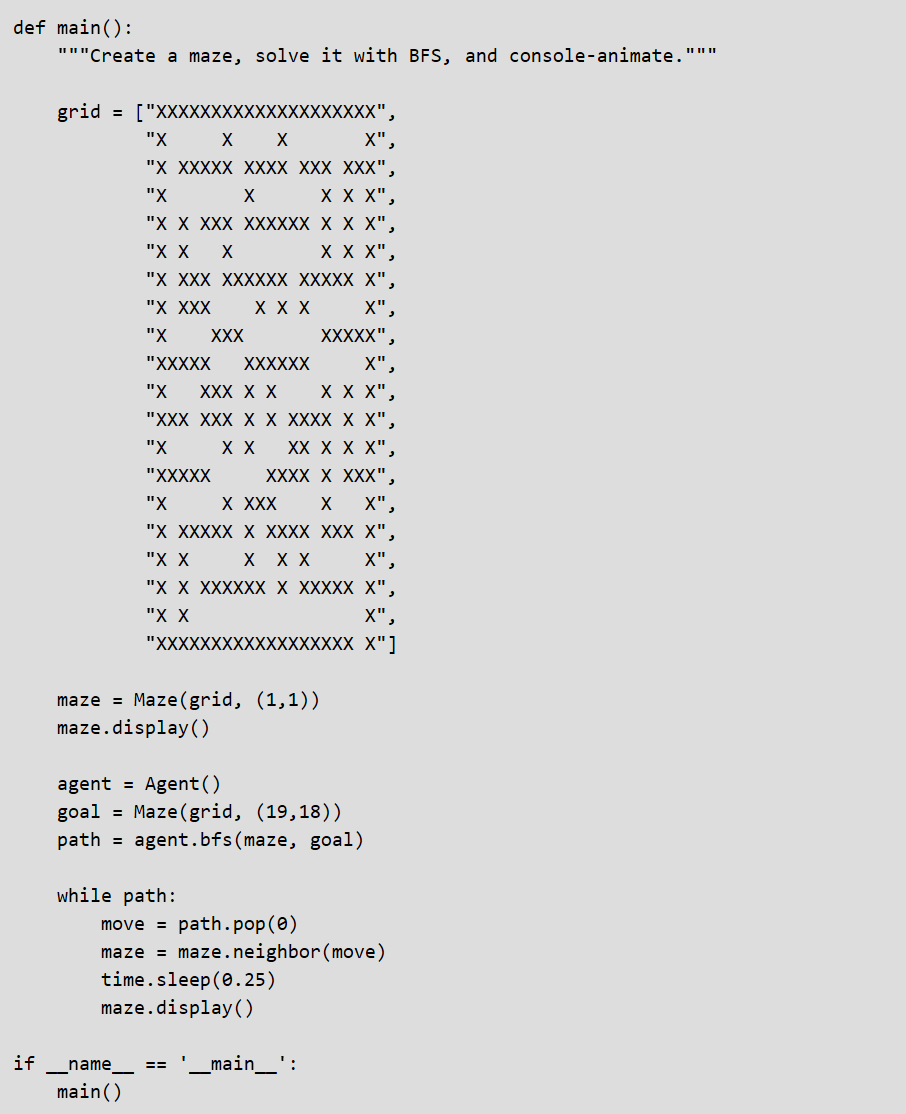 def main():
    """Create a maze, solve it with BFS, and console-animate."""

    grid = ["XXXXXXXXXXXXXXXXXXXX",
            "X     X    X       X",
            "X XXXXX XXXX XXX XXX",
            "X       X      X X X",
            "X X XXX XXXXXX X X X",
            "X X   X        X X X",
            "X XXX XXXXXX XXXXX X",
            "X XXX    X X X     X",
            "X    XXX       XXXXX",
            "XXXXX   XXXXXX     X",
            "X   XXX X X    X X X",
            "XXX XXX X X XXXX X X",
            "X     X X   XX X X X",
            "XXXXX     XXXX X XXX",
            "X     X XXX    X   X",
            "X XXXXX X XXXX XXX X",
            "X X     X  X X     X",
            "X X XXXXXX X XXXXX X",
            "X X                X",
            "XXXXXXXXXXXXXXXXXX X"]

    maze = Maze(grid, (1,1))
    maze.display()

    agent = Agent()
    goal = Maze(grid, (19,18))
    path = agent.bfs(maze, goal)

    while path:
        move = path.pop(0)
        maze = maze.neighbor(move)
        time.sleep(0.25)
        maze.display()

if __name__ == '__main__':
    main()